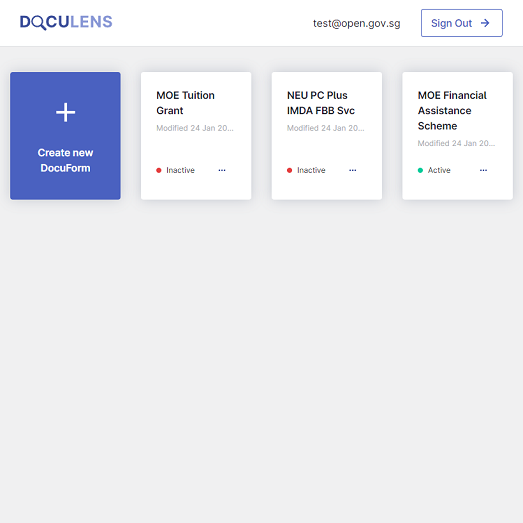 DOCULENS
test@open.gov.sg
Sign Out
Create new
DocuForm
MOE Tuition
Grant
Modified 24 Jan 20...
Inactive
NEU PC Plus
IMDA FBB Svc
Modified 24 Jan 20...
Inactive
MOE Financial
Assistance
Scheme
Modified 24 Jan 20...
Active